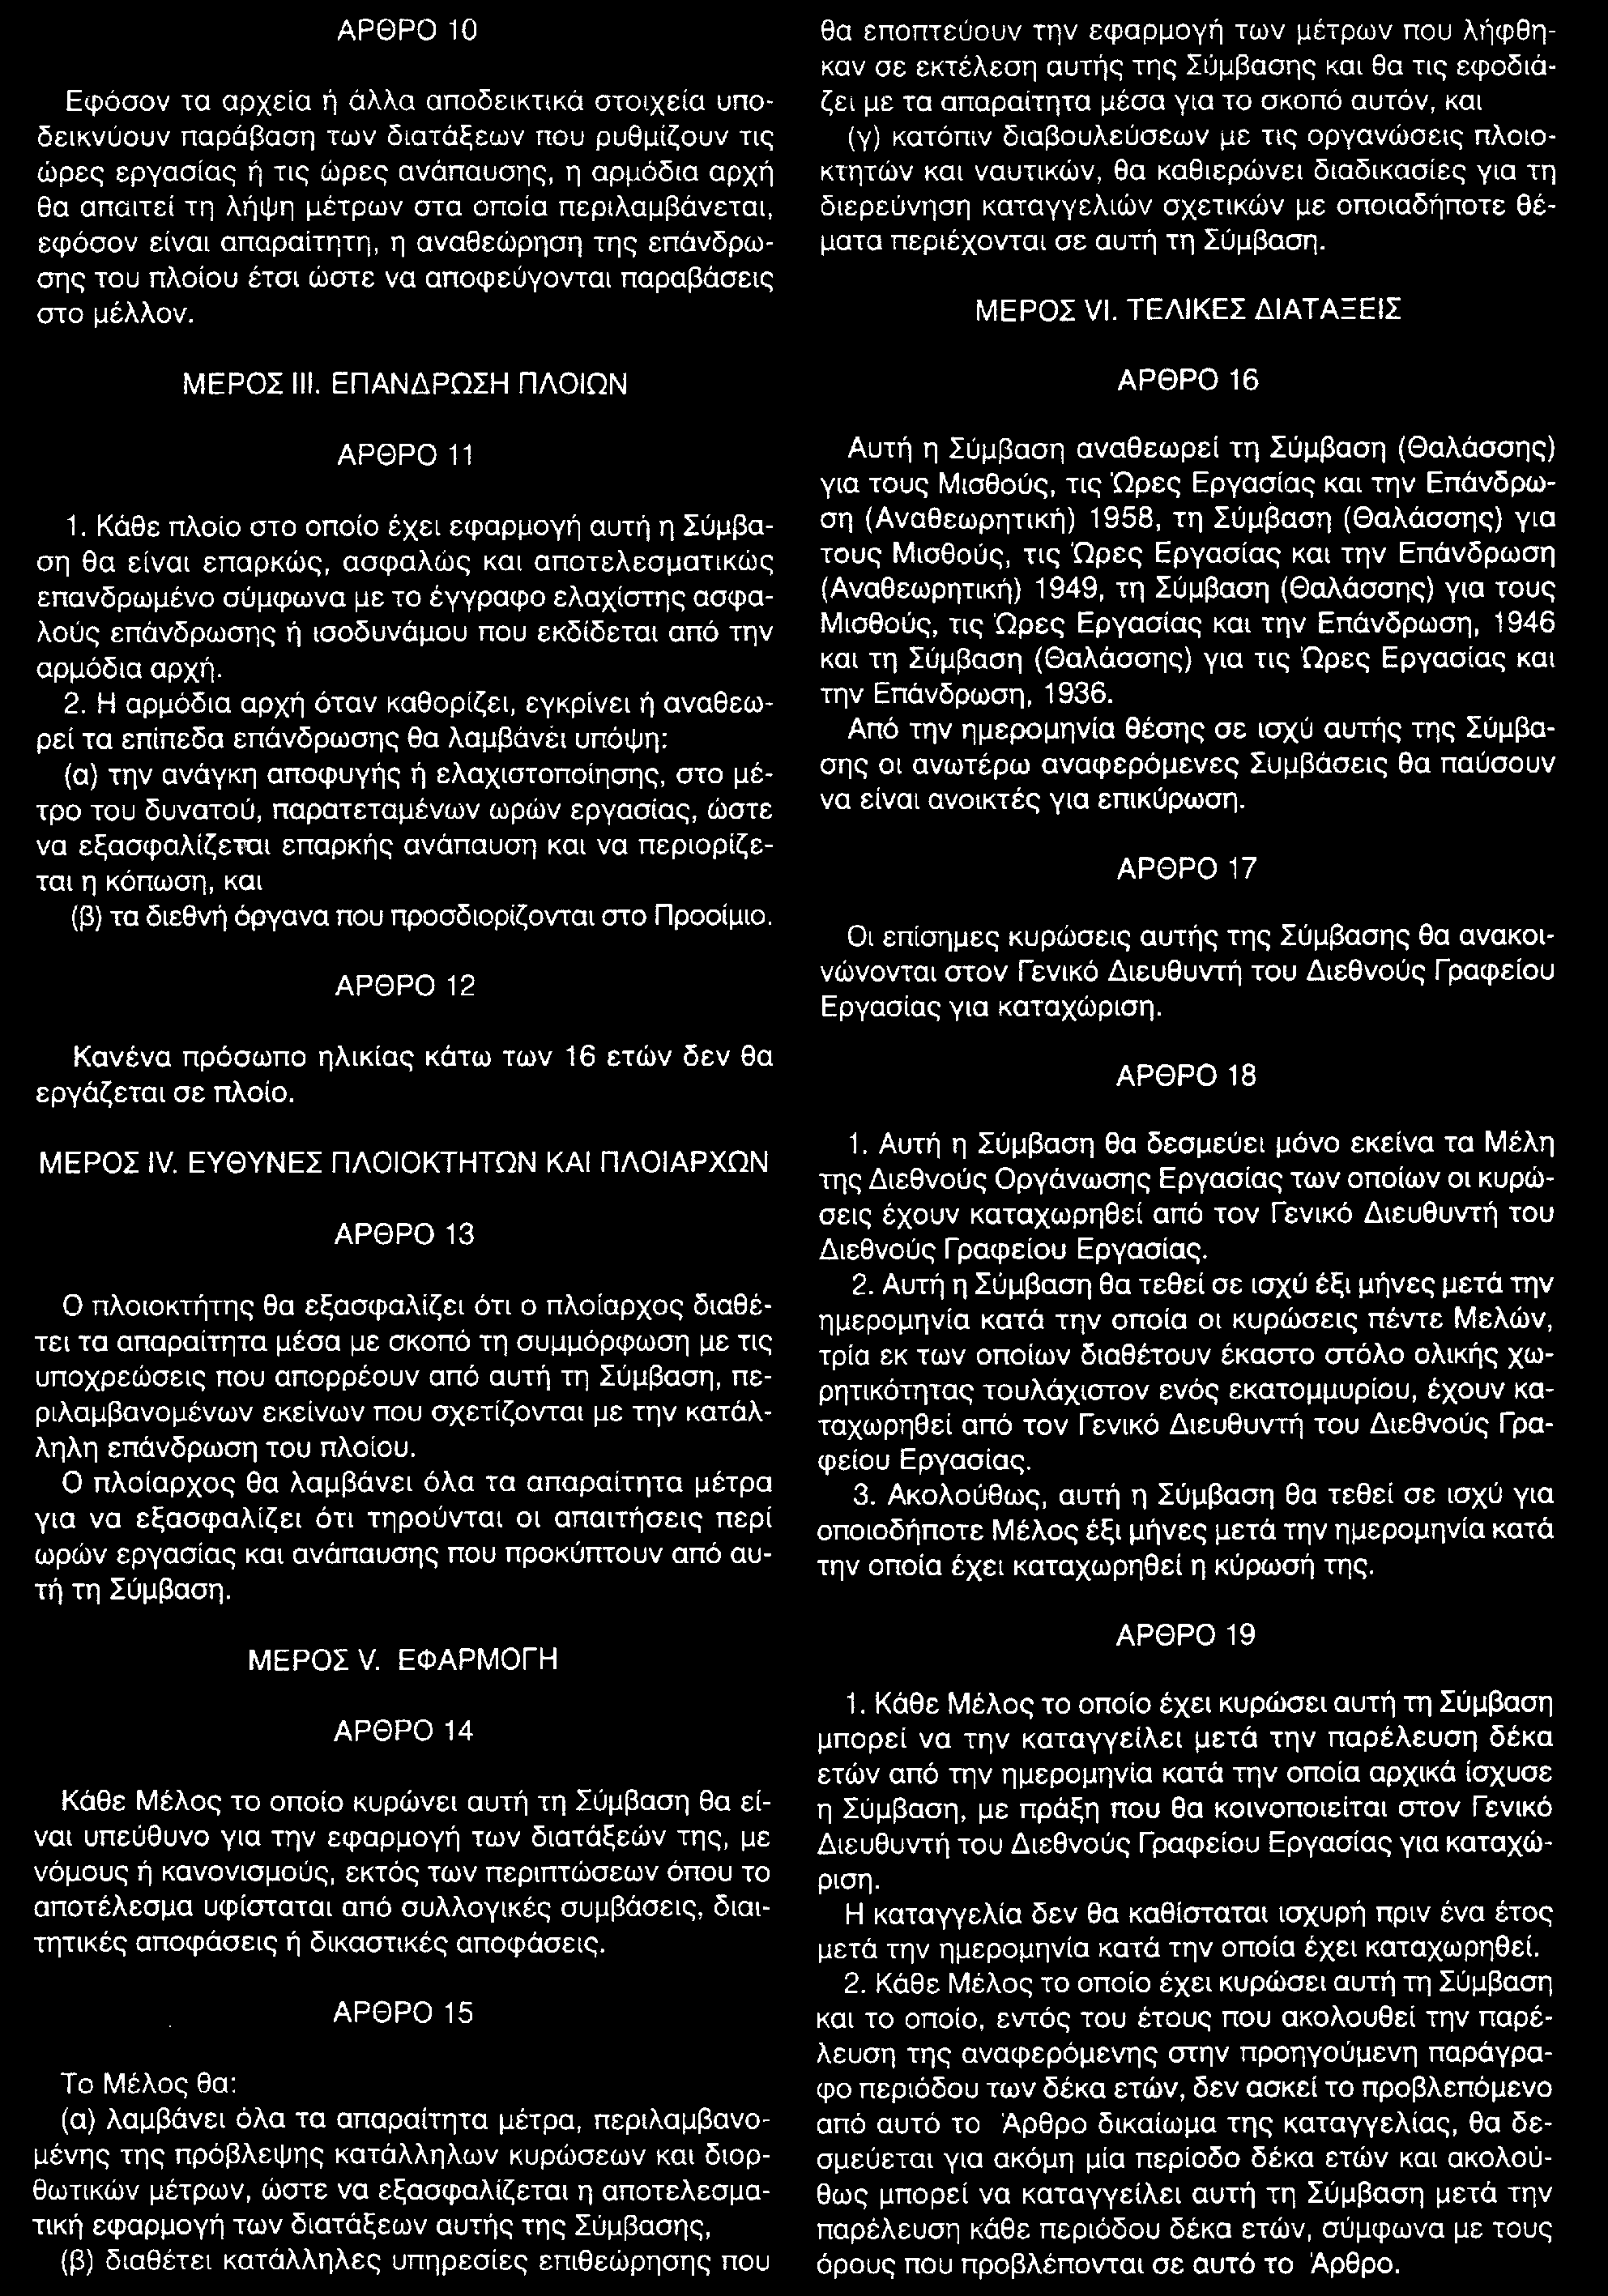 ΑΡΘΡΟ 10
Εφόσον τα αρχεία ή άλλα αποδεικτικά στοιχεία υπο-
δεικνύουν παράβαση των διατάξεων που ρυθμίζουν τις
ώρες εργασίας ή τις ώρες ανάπαυσης, η αρμόδια αρχή
θα απαιτεί τη λήψη μέτρων στα οποία περιλαμβάνεται,
εφόσον είναι απαραίτητη, η αναθεώρηση της επάνδρω-
σης του πλοίου έτσι ώστε να αποφεύγονται παραβάσεις
στο μέλλον.
ΜΕΡΟΣ ΙΙΙ. ΕΠΑΝΔΡΩΣΗ ΠΛΟΙΩΝ
ΑΡΘΡΟ 11
1. Κάθε πλοίο στο οποίο έχει εφαρμογή αυτή η Σύμβα-
ση θα είναι επαρκώς, ασφαλώς και αποτελεσματικώς
επανδρωμένο σύμφωνα με το έγγραφο ελαχίστης ασφα-
λούς επάνδρωσης ή ισοδυνάμου που εκδίδεται από την
αρμόδια αρχή.
2. Η αρμόδια αρχή όταν καθορίζει, εγκρίνει ή αναθεω-
ρεί τα επίπεδα επάνδρωσης θα λαμβάνέι υπόψη:
(α) την ανάγκη αποφυγής ή ελαχιστοποίησης, στο μέ-
τρο του δυνατού, παρατεταμένων ωρών εργασίας, ώστε
να εξασφαλίζεται επαρκής ανάπαυση και να περιορίζε-
ται η κόπωση, και
(β) τα διεθνή όργανα που προσδιορίζονται στο Προοίμιο.
ΑΡΘΡΟ 12
Κανένα πρόσωπο ηλικίας κάτω των 16 ετών δεν θα
εργάζεται σε πλοίο.
ΜΕΡΟΣ IV. ΕΥΘΥΝΕΣ ΠΛΟΙΟΚΤΗΤΩΝ ΚΑΙ ΠΛΟΙΑΡΧΩΝ
ΑΡΘΡΟ 13
Ο πλοιοκτήτης θα εξασφαλίζει ότι ο πλοίαρχος διαθέ-
τει τα απαραίτητα μέσα με σκοπό τη συμμόρφωση με τις
υποχρεώσεις που απορρέουν από αυτή τη Σύμβαση, πε-
ριλαμβανομένων εκείνων που σχετίζονται με την κατάλ-
ληλη επάνδρωση του πλοίου.
Ο πλοίαρχος θα λαμβάνει όλα τα απαραίτητα μέτρα
για να εξασφαλίζει ότι τηρούνται οι απαιτήσεις περί
ωρών εργασίας και ανάπαυσης που προκύπτουν από αυ-
τή τη Σύμβαση.
ΜΕΡΟΣ V. ΕΦΑΡΜΟΓΗ
ΑΡΘΡΟ 14
Κάθε Μέλος το οποίο κυρώνει αυτή τη Σύμβαση θα εί-
ναι υπεύθυνο για την εφαρμογή των διατάξεών της, με
νόμους ή κανονισμούς, εκτός των περιπτώσεων όπου το
αποτέλεσμα υφίσταται από συλλογικές συμβάσεις, διαι-
τητικές αποφάσεις ή δικαστικές αποφάσεις.
ΑΡΘΡΟ 15
Το Μέλος θα:
(α) λαμβάνει όλα τα απαραίτητα μέτρα, περιλαμβανο-
μένης της πρόβλεψης κατάλληλων κυρώσεων και διορ-
θωτικών μέτρων, ώστε να εξασφαλίζεται η αποτελεσμα-
τική εφαρμογή των διατάξεων αυτής της Σύμβασης,
(β) διαθέτει κατάλληλες υπηρεσίες επιθεώρησης που
θα εποπτεύουν την εφαρμογή των μέτρων που λήφθη-
καν σε εκτέλεση αυτής της Σύμβασης και θα τις εφοδιά-
ζει με τα απαραίτητα μέσα για το σκοπό αυτόν, και
(γ) κατόπιν διαβουλεύσεων με τις οργανώσεις πλοιο-
κτητών και ναυτικών, θα καθιερώνει διαδικασίες για τη
διερεύνηση καταγγελιών σχετικών με οποιαδήποτε θέ-
ματα περιέχονται σε αυτή τη Σύμβαση.
ΜΕΡΟΣ VI. ΤΕΛΙΚΕΣ ΔΙΑΤΑΞΕΙΣ
ΑΡΘΡΟ 16
Αυτή η Σύμβαση αναθεωρεί τη Σύμβαση (Θαλάσσης)
για τους Μισθούς, τις Ώρες Εργασίας και την Επάνδρω-
ση (Αναθεωρητική) 1958, τη Σύμβαση (Θαλάσσης) για
τους Μισθούς, τις Ώρες Εργασίας και την Επάνδρωση
(Αναθεωρητική) 1949, τη Σύμβαση (Θαλάσσης) για τους
Μισθούς, τις Ώρες Εργασίας και την Επάνδρωση, 1946
και τη Σύμβαση (Θαλάσσης) για τις Ώρες Εργασίας και
την Επάνδρωση, 1936.
Από την ημερομηνία θέσης σε ισχύ αυτής της Σύμβα-
σης οι ανωτέρω αναφερόμενες Συμβάσεις θα παύσουν
να είναι ανοικτές για επικύρωση.
ΑΡΘΡΟ 17
Οι επίσημες κυρώσεις αυτής της Σύμβασης θα ανακοι-
νώνονται στον Γενικό Διευθυντή του Διεθνούς Γραφείου
Εργασίας για καταχώριση.
ΑΡΘΡΟ 18
1. Αυτή η Σύμβαση θα δεσμεύει μόνο εκείνα τα Μέλη
της Διεθνούς Οργάνωσης Εργασίας των οποίων οι κυρώ-
σεις έχουν καταχωρηθεί από τον Γενικό Διευθυντή του
Διεθνούς Γραφείου Εργασίας.
2. Αυτή η Σύμβαση θα τεθεί σε ισχύ έξι μήνες μετά την
ημερομηνία κατά την οποία οι κυρώσεις πέντε Μελών,
τρία εκ των οποίων διαθέτουν έκαστο στόλο ολικής χω-
ρητικότητας τουλάχιστον ενός εκατομμυρίου, έχουν κα-
ταχωρηθεί από τον Γενικό Διευθυντή του Διεθνούς Γρα-
φείου Εργασίας.
3. Ακολούθως, αυτή η Σύμβαση θα τεθεί σε ισχύ για
οποιοδήποτε Μέλος έξι μήνες μετά την ημερομηνία κατά
την οποία έχει καταχωρηθεί η κύρωσή της.
ΑΡΘΡΟ 19
1. Κάθε Μέλος το οποίο έχει κυρώσει αυτή τη Σύμβαση
μπορεί να την καταγγείλει μετά την παρέλευση δέκα
ετών από την ημερομηνία κατά την οποία αρχικά ίσχυσε
η Σύμβαση, με πράξη που θα κοινοποιείται στον Γενικό
Διευθυντή του Διεθνούς Γραφείου Εργασίας για καταχώ-
ριση.
Η καταγγελία δεν θα καθίσταται ισχυρή πριν ένα έτος
μετά την ημερομηνία κατά την οποία έχει καταχωρηθεί.
2. Κάθε Μέλος το οποίο έχει κυρώσει αυτή τη Σύμβαση
και το οποίο, εντός του έτους που ακολουθεί την παρέ-
λευση της αναφερόμενης στην προηγούμενη παράγρα-
φο περιόδου των δέκα ετών, δεν ασκεί το προβλεπόμενο
από αυτό το Άρθρο δικαίωμα της καταγγελίας, θα δε-
σμεύεται για ακόμη μία περίοδο δέκα ετών και ακολού-
θως μπορεί να καταγγείλει αυτή τη Σύμβαση μετά την
παρέλευση κάθε περιόδου δέκα ετών, σύμφωνα με τους
όρους που προβλέπονται σε αυτό το Άρθρο.